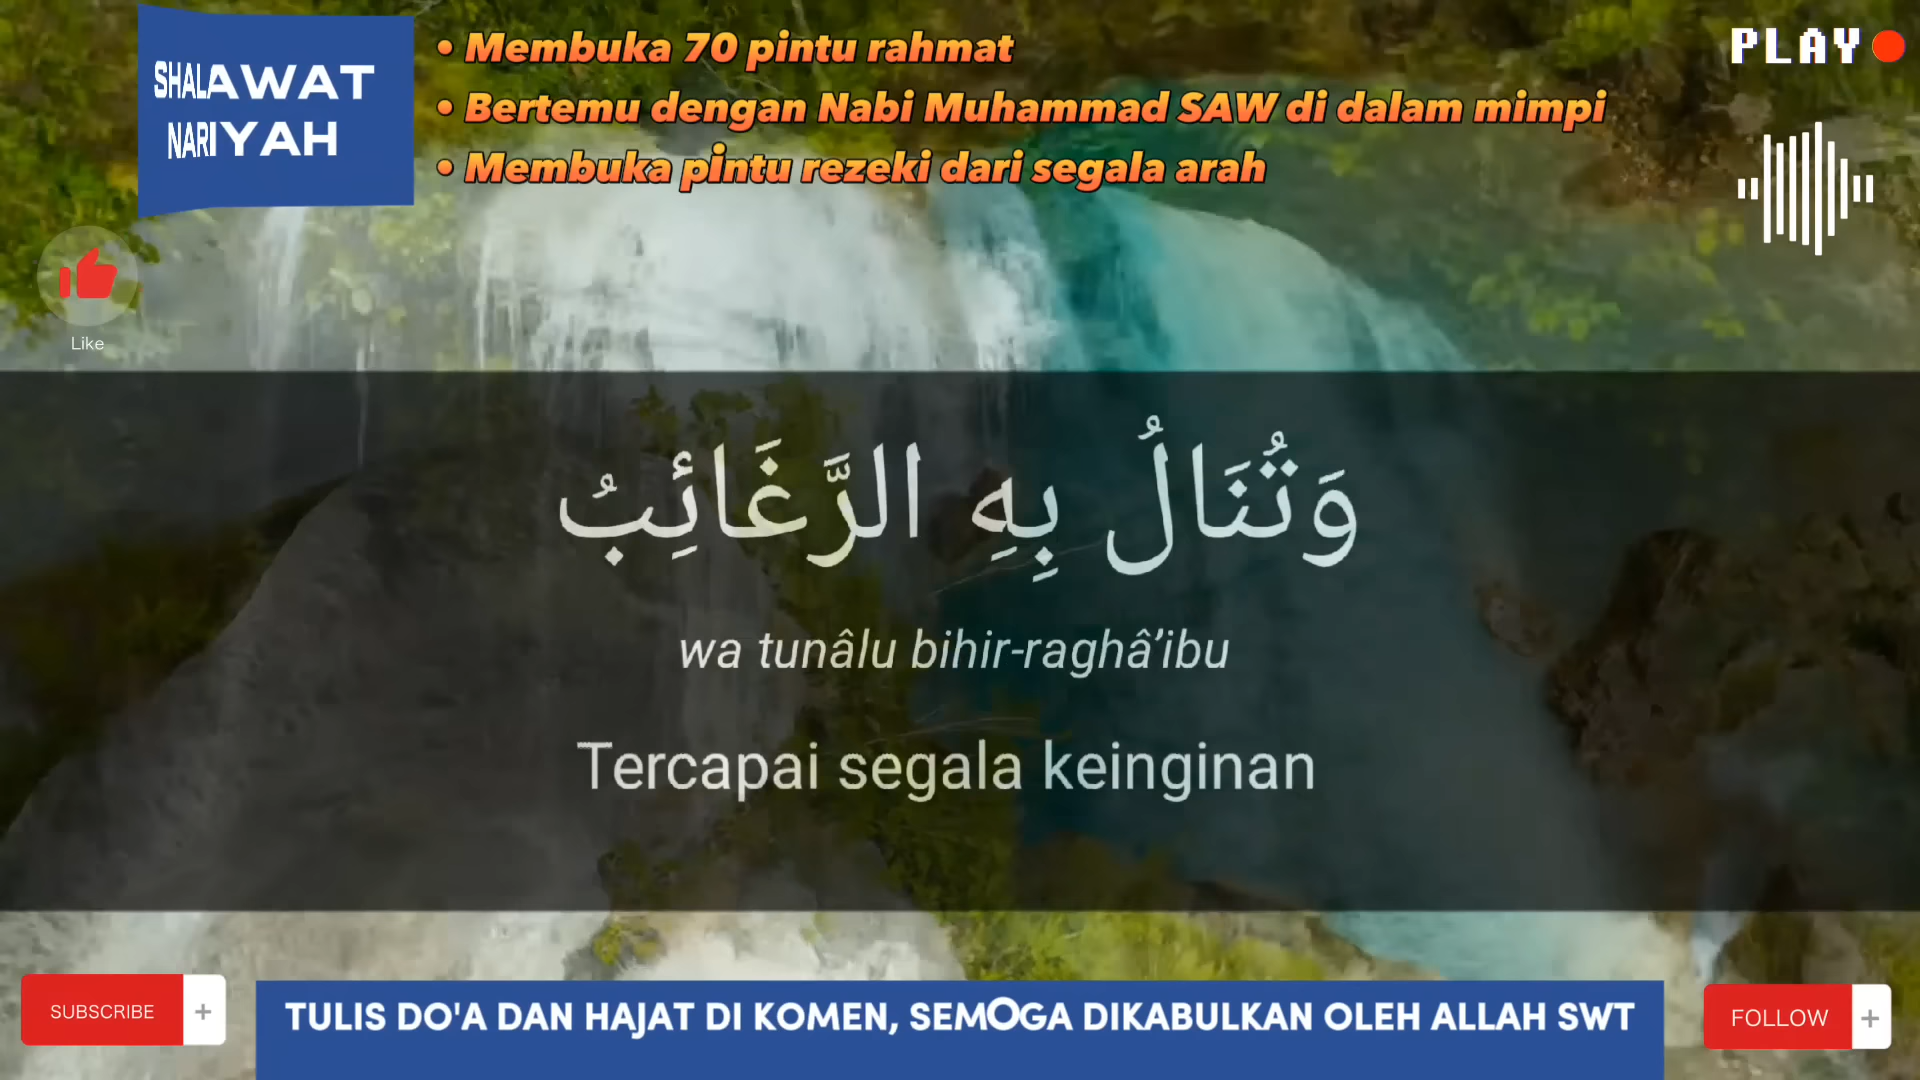 SHALAWAT
NARIYAH
• Membuka 70 pintu rahmat
• Bertemu dengan Nabi Muhammad SAW di dalam mimpi
• Membuka pintu rezeki dari segala arah
PLAY
Like
وَتُنَالُ بِهِ الرَّغَائِبُ
wa tunâlu bihir-raghâ’ibu
Tercapai segala keinginan
SUBSCRIBE +
TULIS DO'A DAN HAJAT DI KOMEN, SEMOGA DIKABULKAN OLEH ALLAH SWT
FOLLOW +